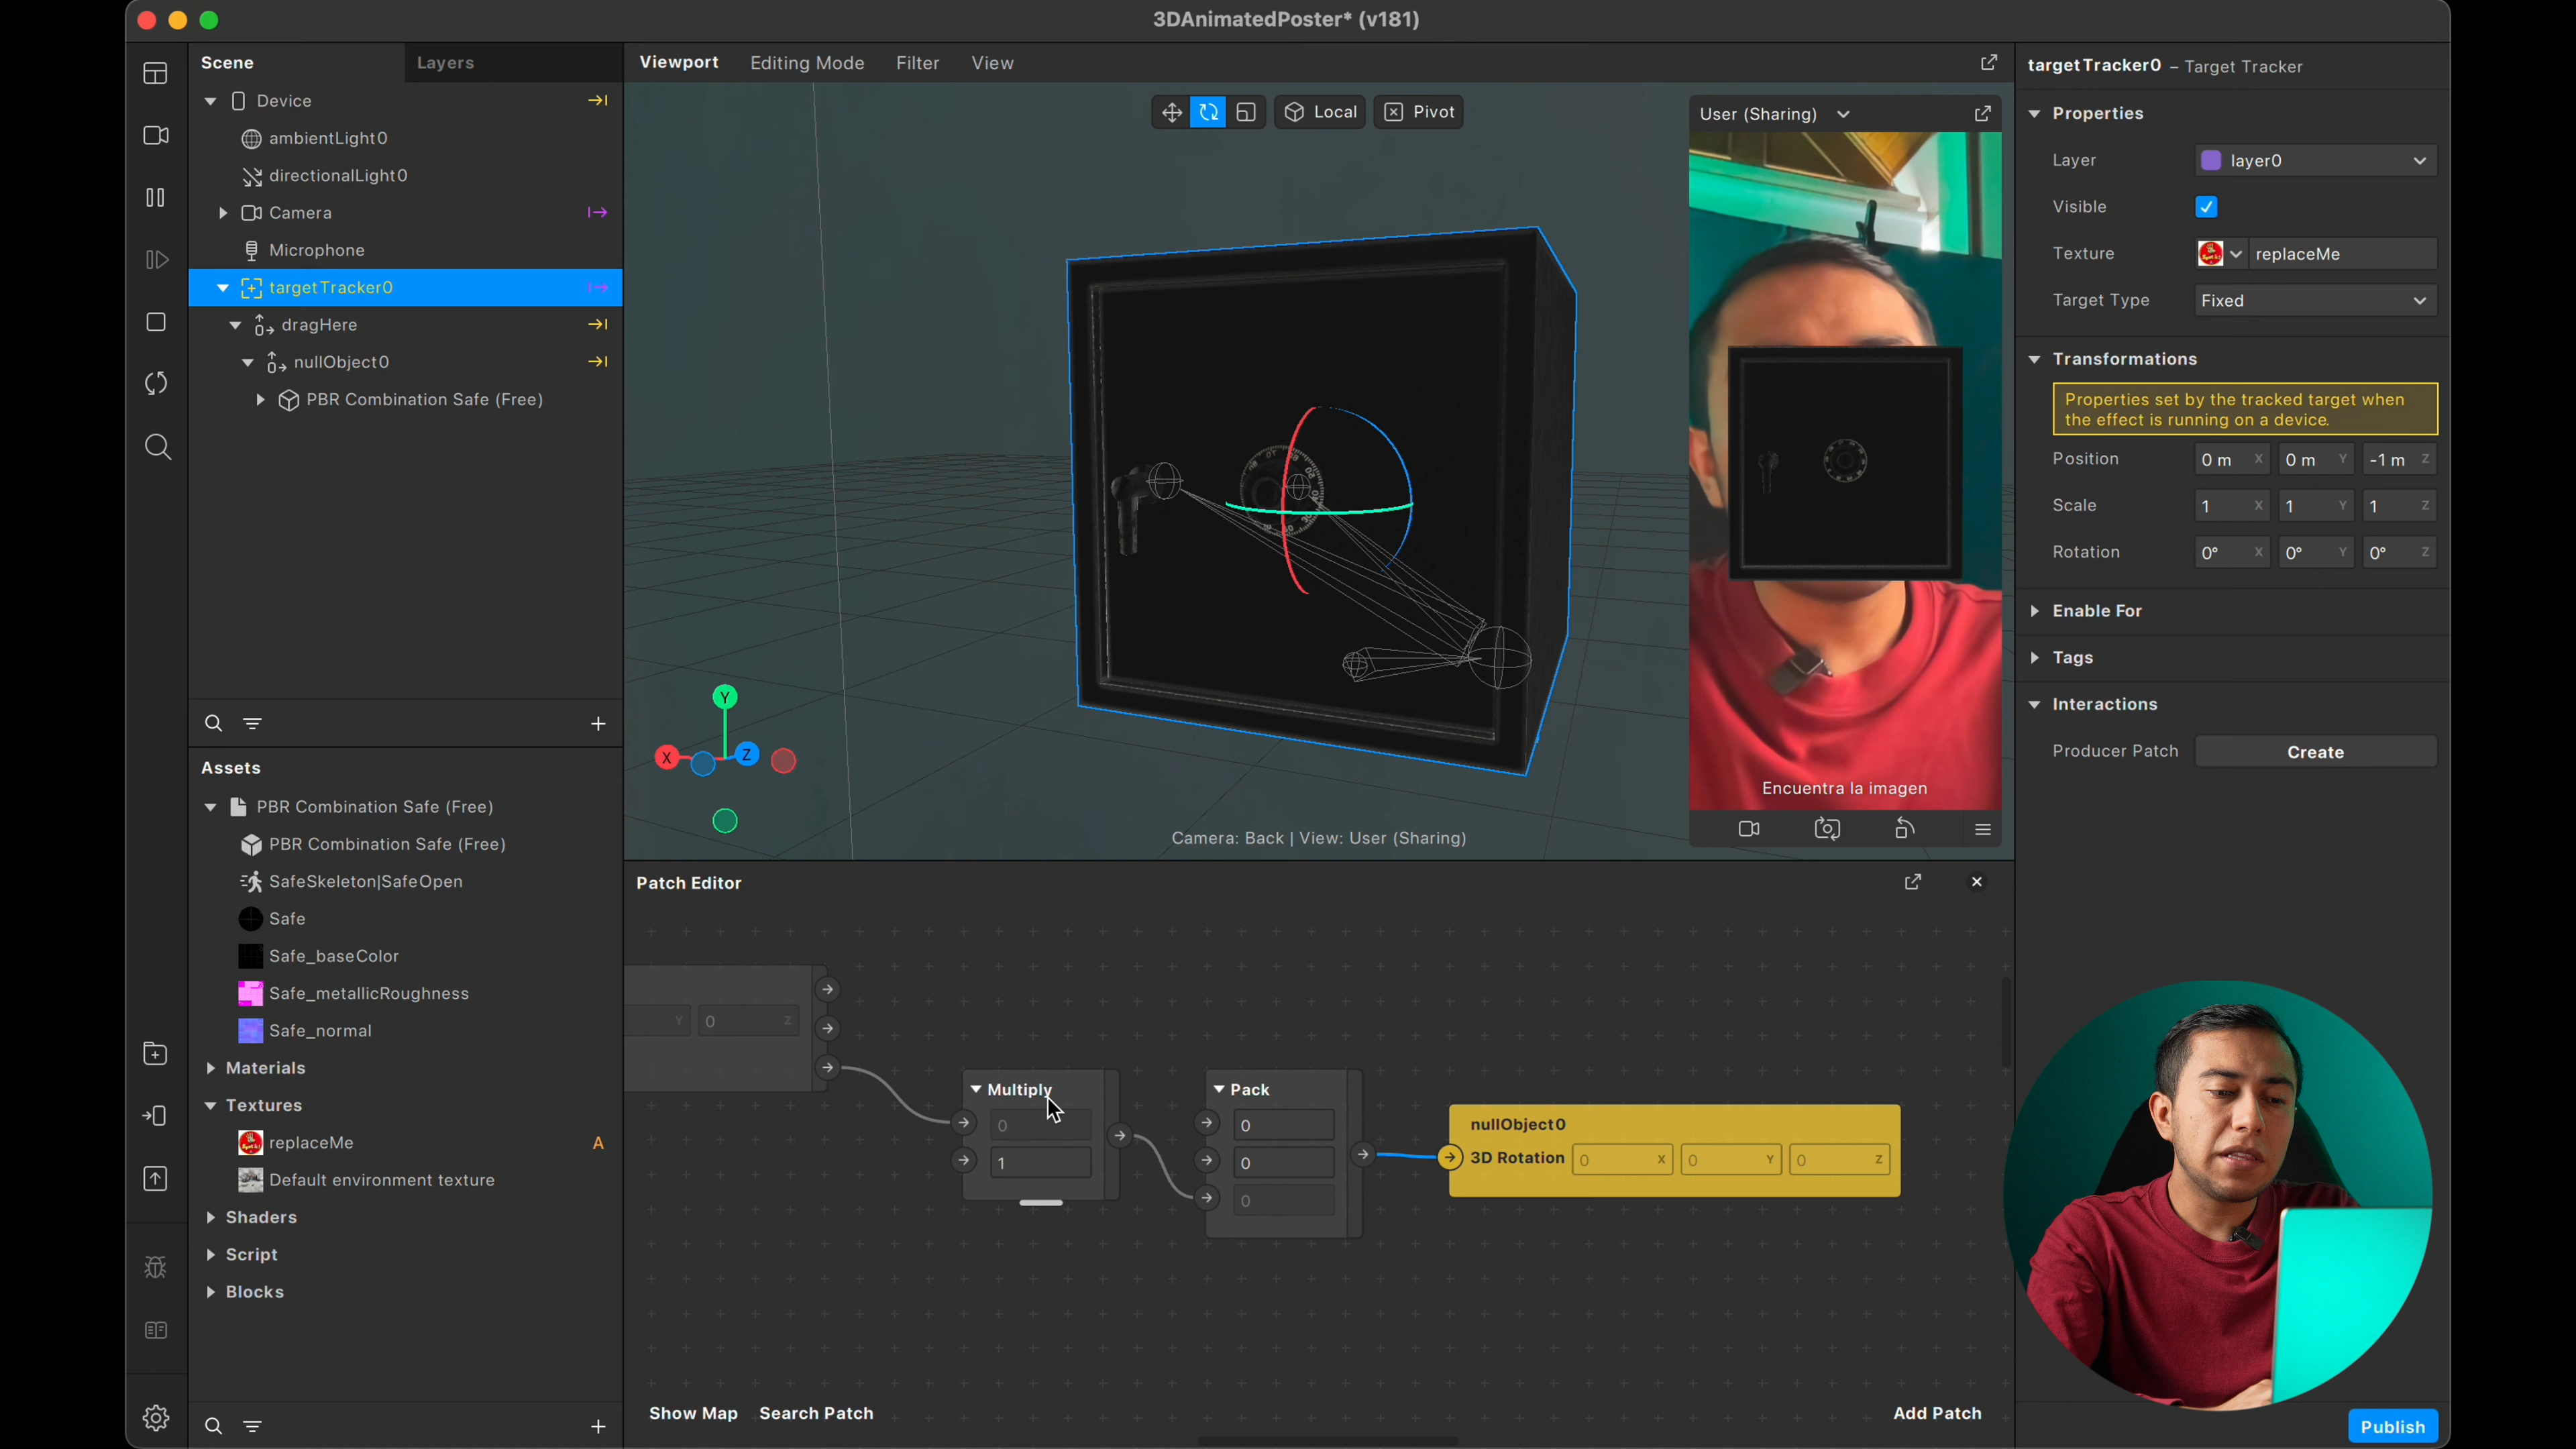 3DAnimatedPoster* (v181)
Scene
Layers
Device
ambientLight0
directionalLight0
Camera
Microphone
targetTracker0
dragHere
nullObject0
PBR Combination Safe (Free)
Assets
PBR Combination Safe (Free)
PBR Combination Safe (Free)
SafeSkeleton|SafeOpen
Safe
Safe_baseColor
Safe_metallicRoughness
Safe_normal
Materials
Textures
replaceMe A
Default environment texture
Shaders
Script
Blocks
Viewport Editing Mode Filter View
Local Pivot
User (Sharing)
Y
X Z
Encuentra la imagen
Camera: Back | View: User (Sharing)
Patch Editor
Y 0 Z
Multiply
0
1
Pack
0
0
0
nullObject0
3D Rotation 0 X 0 Y 0 Z
Show Map Search Patch
Add Patch
targetTracker0 – Target Tracker
Properties
Layer layer0
Visible
Texture replaceMe
Target Type Fixed
Transformations
Properties set by the tracked target when
the effect is running on a device.
Position 0 m X 0 m Y -1 m Z
Scale 1 X 1 Y 1 Z
Rotation 0° X 0° Y 0° Z
Enable For
Tags
Interactions
Producer Patch Create
Publish